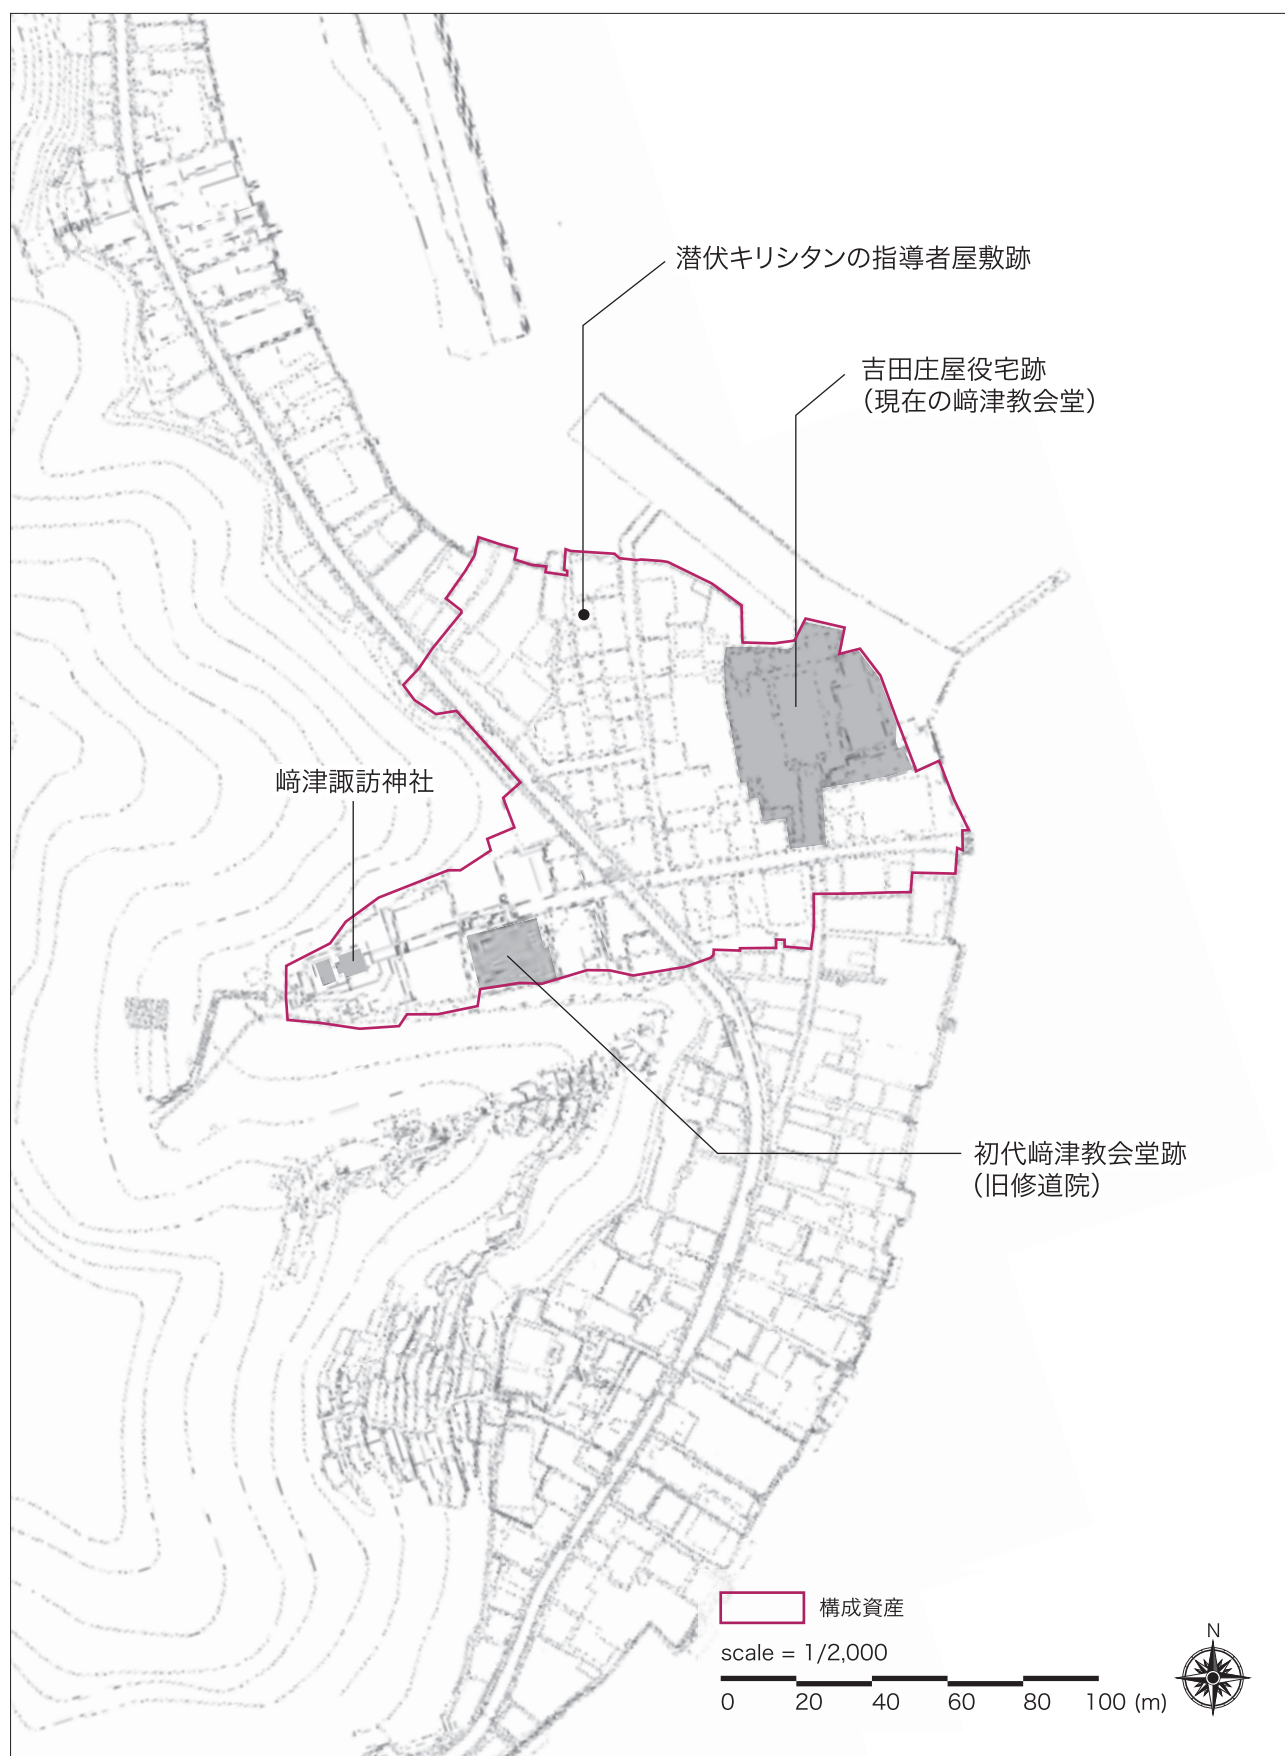 潜伏キリシタンの指導者屋敷跡
吉田庄屋役宅跡
（現在の﨑津教会堂）
﨑津諏訪神社
初代﨑津教会堂跡
（旧修道院）
構成資産
scale = 1/2,000
0 20 40 60 80 100 (m)
N